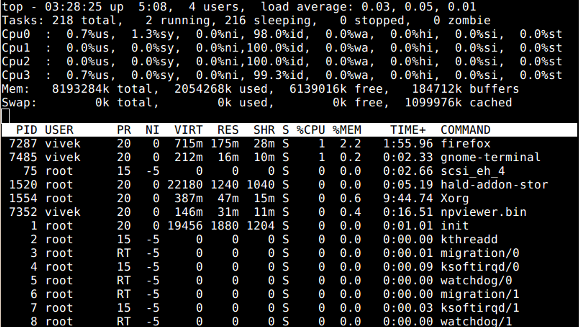 top - 03:28:25 up  5:08,  4 users,  load average: 0.03, 0.05, 0.01
Tasks: 218 total,   2 running, 216 sleeping,   0 stopped,   0 zombie
Cpu0  :  0.7%us,  1.3%sy,  0.0%ni, 98.0%id,  0.0%wa,  0.0%hi,  0.0%si,  0.0%st
Cpu1  :  0.0%us,  0.0%sy,  0.0%ni,100.0%id,  0.0%wa,  0.0%hi,  0.0%si,  0.0%st
Cpu2  :  0.0%us,  0.0%sy,  0.0%ni,100.0%id,  0.0%wa,  0.0%hi,  0.0%si,  0.0%st
Cpu3  :  0.7%us,  0.0%sy,  0.0%ni, 99.3%id,  0.0%wa,  0.0%hi,  0.0%si,  0.0%st
Mem:   8193284k total,  2054268k used,  6139016k free,   184712k buffers
Swap:        0k total,        0k used,        0k free,  1099976k cached
PID USER      PR  NI  VIRT  RES  SHR S %CPU %MEM    TIME+  COMMAND
7287 vivek     20   0  715m 175m  28m S    1  2.2   1:55.96 firefox
7485 vivek     20   0  212m  16m  10m S    1  0.2   0:02.33 gnome-terminal
75 root      15  -5     0    0    0 S    0  0.0   0:02.66 scsi_eh_4
1520 root      20   0 22180 1240 1040 S    0  0.0   0:05.19 hald-addon-stor
1554 root      20   0  387m  47m  15m S    0  0.6   9:44.74 Xorg
7352 vivek     20   0  146m  31m  11m S    0  0.4   0:16.51 npviewer.bin
1 root      20   0 19456 1880 1204 S    0  0.0   0:01.01 init
2 root      15  -5     0    0    0 S    0  0.0   0:00.00 kthreadd
3 root      RT  -5     0    0    0 S    0  0.0   0:00.01 migration/0
4 root      15  -5     0    0    0 S    0  0.0   0:00.09 ksoftirqd/0
5 root      RT  -5     0    0    0 S    0  0.0   0:00.00 watchdog/0
6 root      RT  -5     0    0    0 S    0  0.0   0:00.00 migration/1
7 root      15  -5     0    0    0 S    0  0.0   0:00.03 ksoftirqd/1
8 root      RT  -5     0    0    0 S    0  0.0   0:00.00 watchdog/1